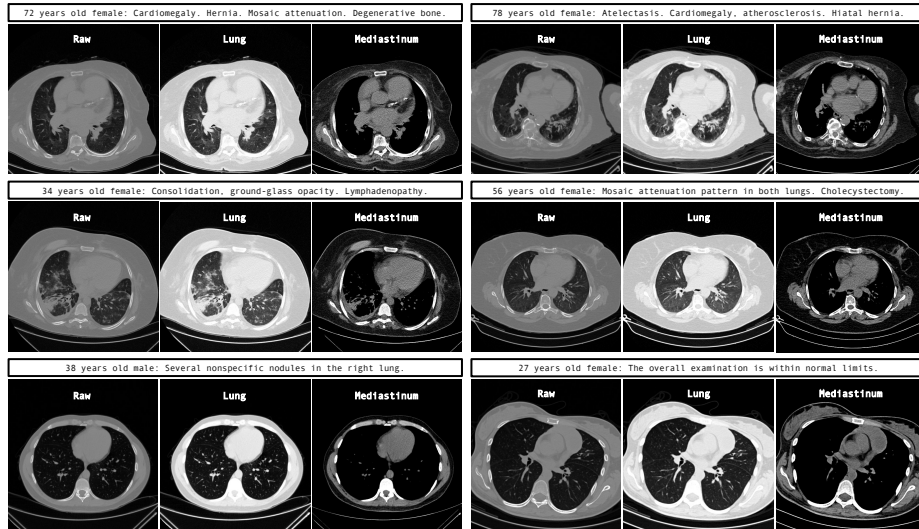 72 years old female: Cardiomegaly. Hernia. Mosaic attenuation. Degenerative bone.
Raw
Lung
Mediastinum
78 years old female: Atelectasis. Cardiomegaly, atherosclerosis. Hiatal hernia.
Raw
Lung
Mediastinum
34 years old female: Consolidation, ground-glass opacity. Lymphadenopathy.
Raw
Lung
Mediastinum
56 years old female: Mosaic attenuation pattern in both lungs. Cholecystectomy.
Raw
Lung
Mediastinum
38 years old male: Several nonspecific nodules in the right lung.
Raw
Lung
Mediastinum
27 years old female: The overall examination is within normal limits.
Raw
Lung
Mediastinum